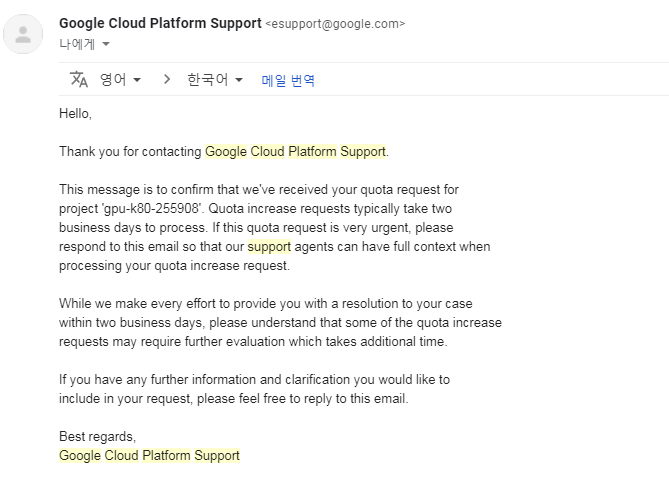 Google Cloud Platform Support <esupport@google.com>
나에게
영어 > 한국어 메일 번역
Hello,
Thank you for contacting Google Cloud Platform Support.
This message is to confirm that we've received your quota request for
project 'gpu-k80-255908'. Quota increase requests typically take two
business days to process. If this quota request is very urgent, please
respond to this email so that our support agents can have full context when
processing your quota increase request.
While we make every effort to provide you with a resolution to your case
within two business days, please understand that some of the quota increase
requests may require further evaluation which takes additional time.
If you have any further information and clarification you would like to
include in your request, please feel free to reply to this email.
Best regards,
Google Cloud Platform Support